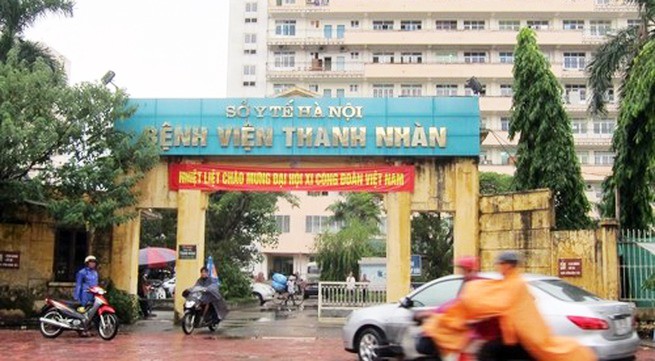 SỞ Y TẾ HÀ NỘI
BỆNH VIỆN THANH NHÀN
NHIỆT LIỆT CHÀO MỪNG ĐẠI HỘI XI CÔNG ĐOÀN VIỆT NAM